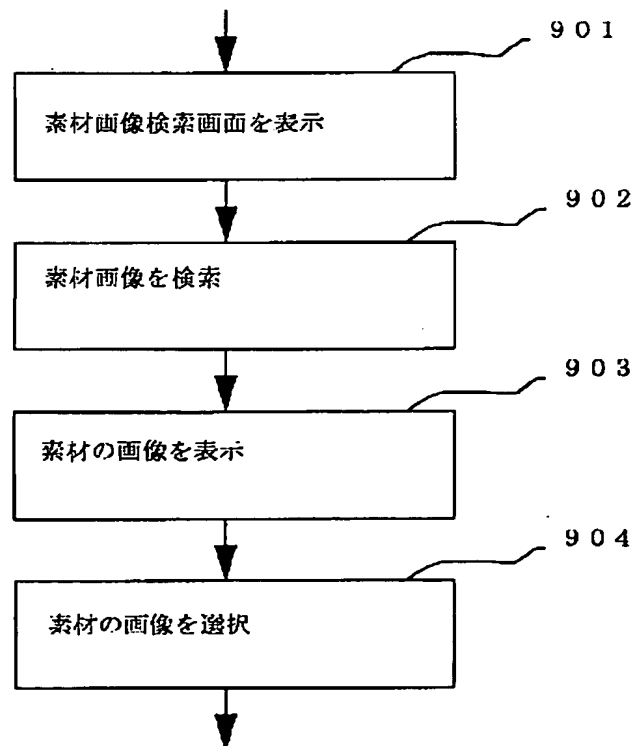 ９０１
素材画像検索画面を表示
９０２
素材画像を検索
９０３
素材の画像を表示
９０４
素材の画像を選択